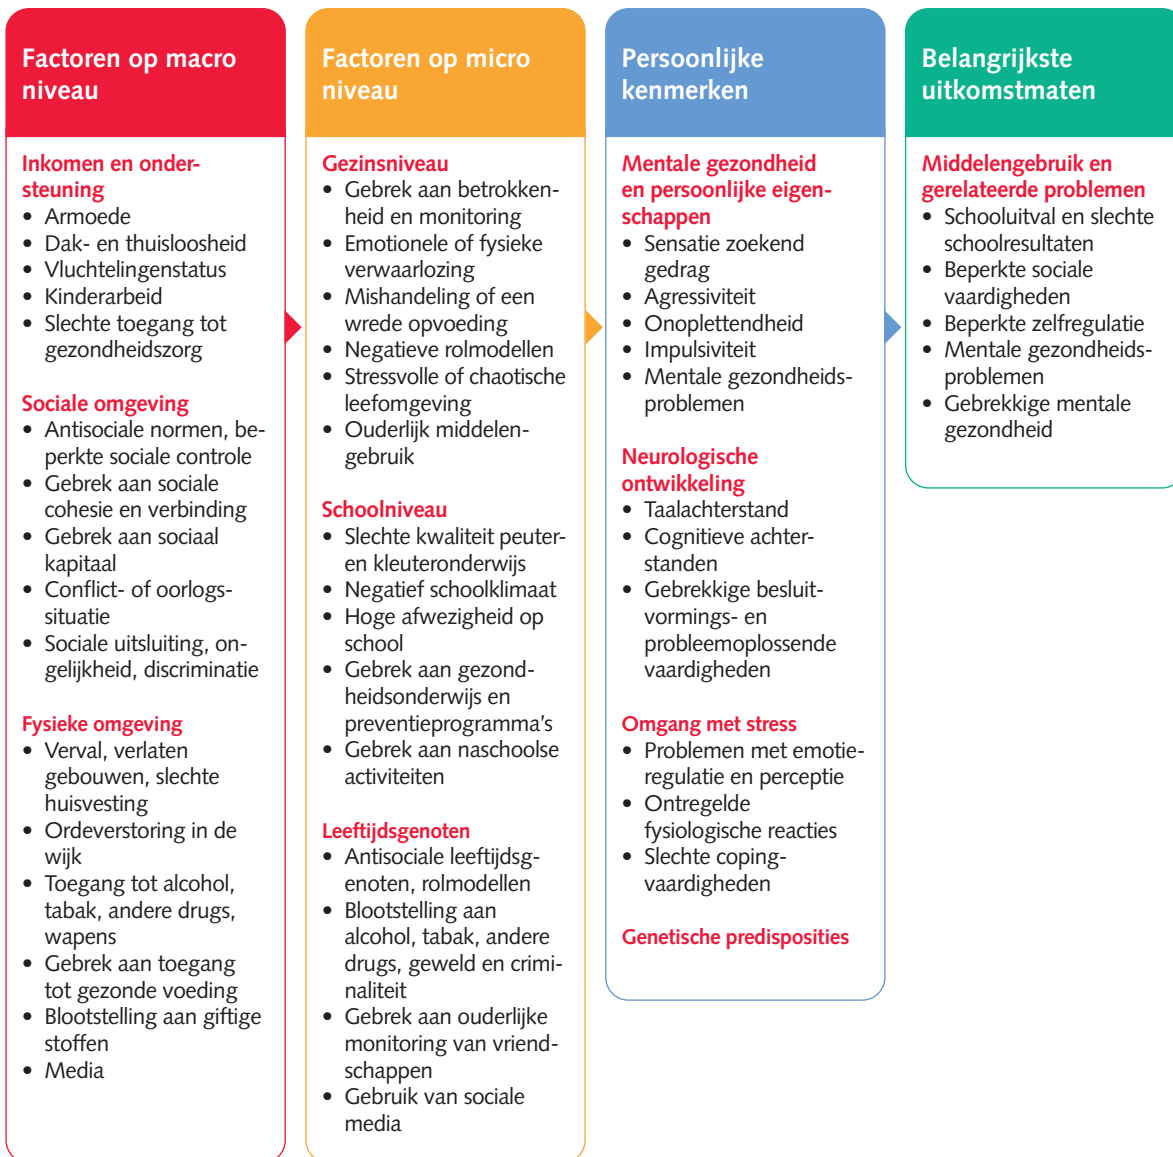 Factoren op macro
niveau
Inkomen en onder-
steuning
• Armoede
• Dak- en thuisloosheid
• Vluchtelingenstatus
• Kinderarbeid
• Slechte toegang tot
gezondheidszorg
Sociale omgeving
• Antisociale normen, be-
perkte sociale controle
• Gebrek aan sociale
cohesie en verbinding
• Gebrek aan sociaal
kapitaal
• Conflict- of oorlogs-
situatie
• Sociale uitsluiting, on-
gelijkheid, discriminatie
Fysieke omgeving
• Verval, verlaten
gebouwen, slechte
huisvesting
• Ordeverstoring in de
wijk
• Toegang tot alcohol,
tabak, andere drugs,
wapens
• Gebrek aan toegang
tot gezonde voeding
• Blootstelling aan giftige
stoffen
• Media
Factoren op micro
niveau
Gezinsniveau
• Gebrek aan betrokken-
heid en monitoring
• Emotionele of fysieke
verwaarlozing
• Mishandeling of een
wrede opvoeding
• Negatieve rolmodellen
• Stressvolle of chaotische
leefomgeving
• Ouderlijk middelen-
gebruik
Schoolniveau
• Slechte kwaliteit peuter-
en kleuteronderwijs
• Negatief schoolklimaat
• Hoge afwezigheid op
school
• Gebrek aan gezond-
heidsonderwijs en
preventieprogramma's
• Gebrek aan naschoolse
activiteiten
Leeftijdsgenoten
• Antisociale leeftijdsg-
enoten, rolmodellen
• Blootstelling aan
alcohol, tabak, andere
drugs, geweld en crimi-
naliteit
• Gebrek aan ouderlijke
monitoring van vriend-
schappen
• Gebruik van sociale
media
Persoonlijke
kenmerken
Mentale gezondheid
en persoonlijke eigen-
schappen
• Sensatie zoekend
gedrag
• Agressiviteit
• Onoplettendheid
• Impulsiviteit
• Mentale gezondheids-
problemen
Neurologische
ontwikkeling
• Taalachterstand
• Cognitieve achter-
standen
• Gebrekkige besluit-
vormings- en
probleemoplossende
vaardigheden
Omgang met stress
• Problemen met emotie-
regulatie en perceptie
• Ontregelde
fysiologische reacties
• Slechte coping-
vaardigheden
Genetische predisposities
Belangrijkste
uitkomstmaten
Middelengebruik en
gerelateerde problemen
• Schooluitval en slechte
schoolresultaten
• Beperkte sociale
vaardigheden
• Beperkte zelfregulatie
• Mentale gezondheids-
problemen
• Gebrekkige mentale
gezondheid